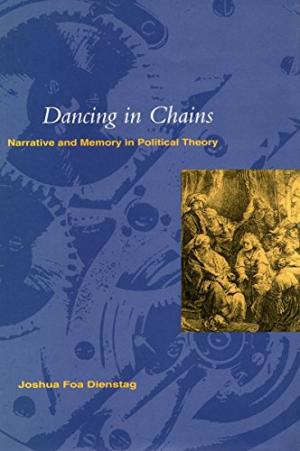 Dancing in Chains
Narrative and Memory in Political Theory
Joshua Foa Dienstag